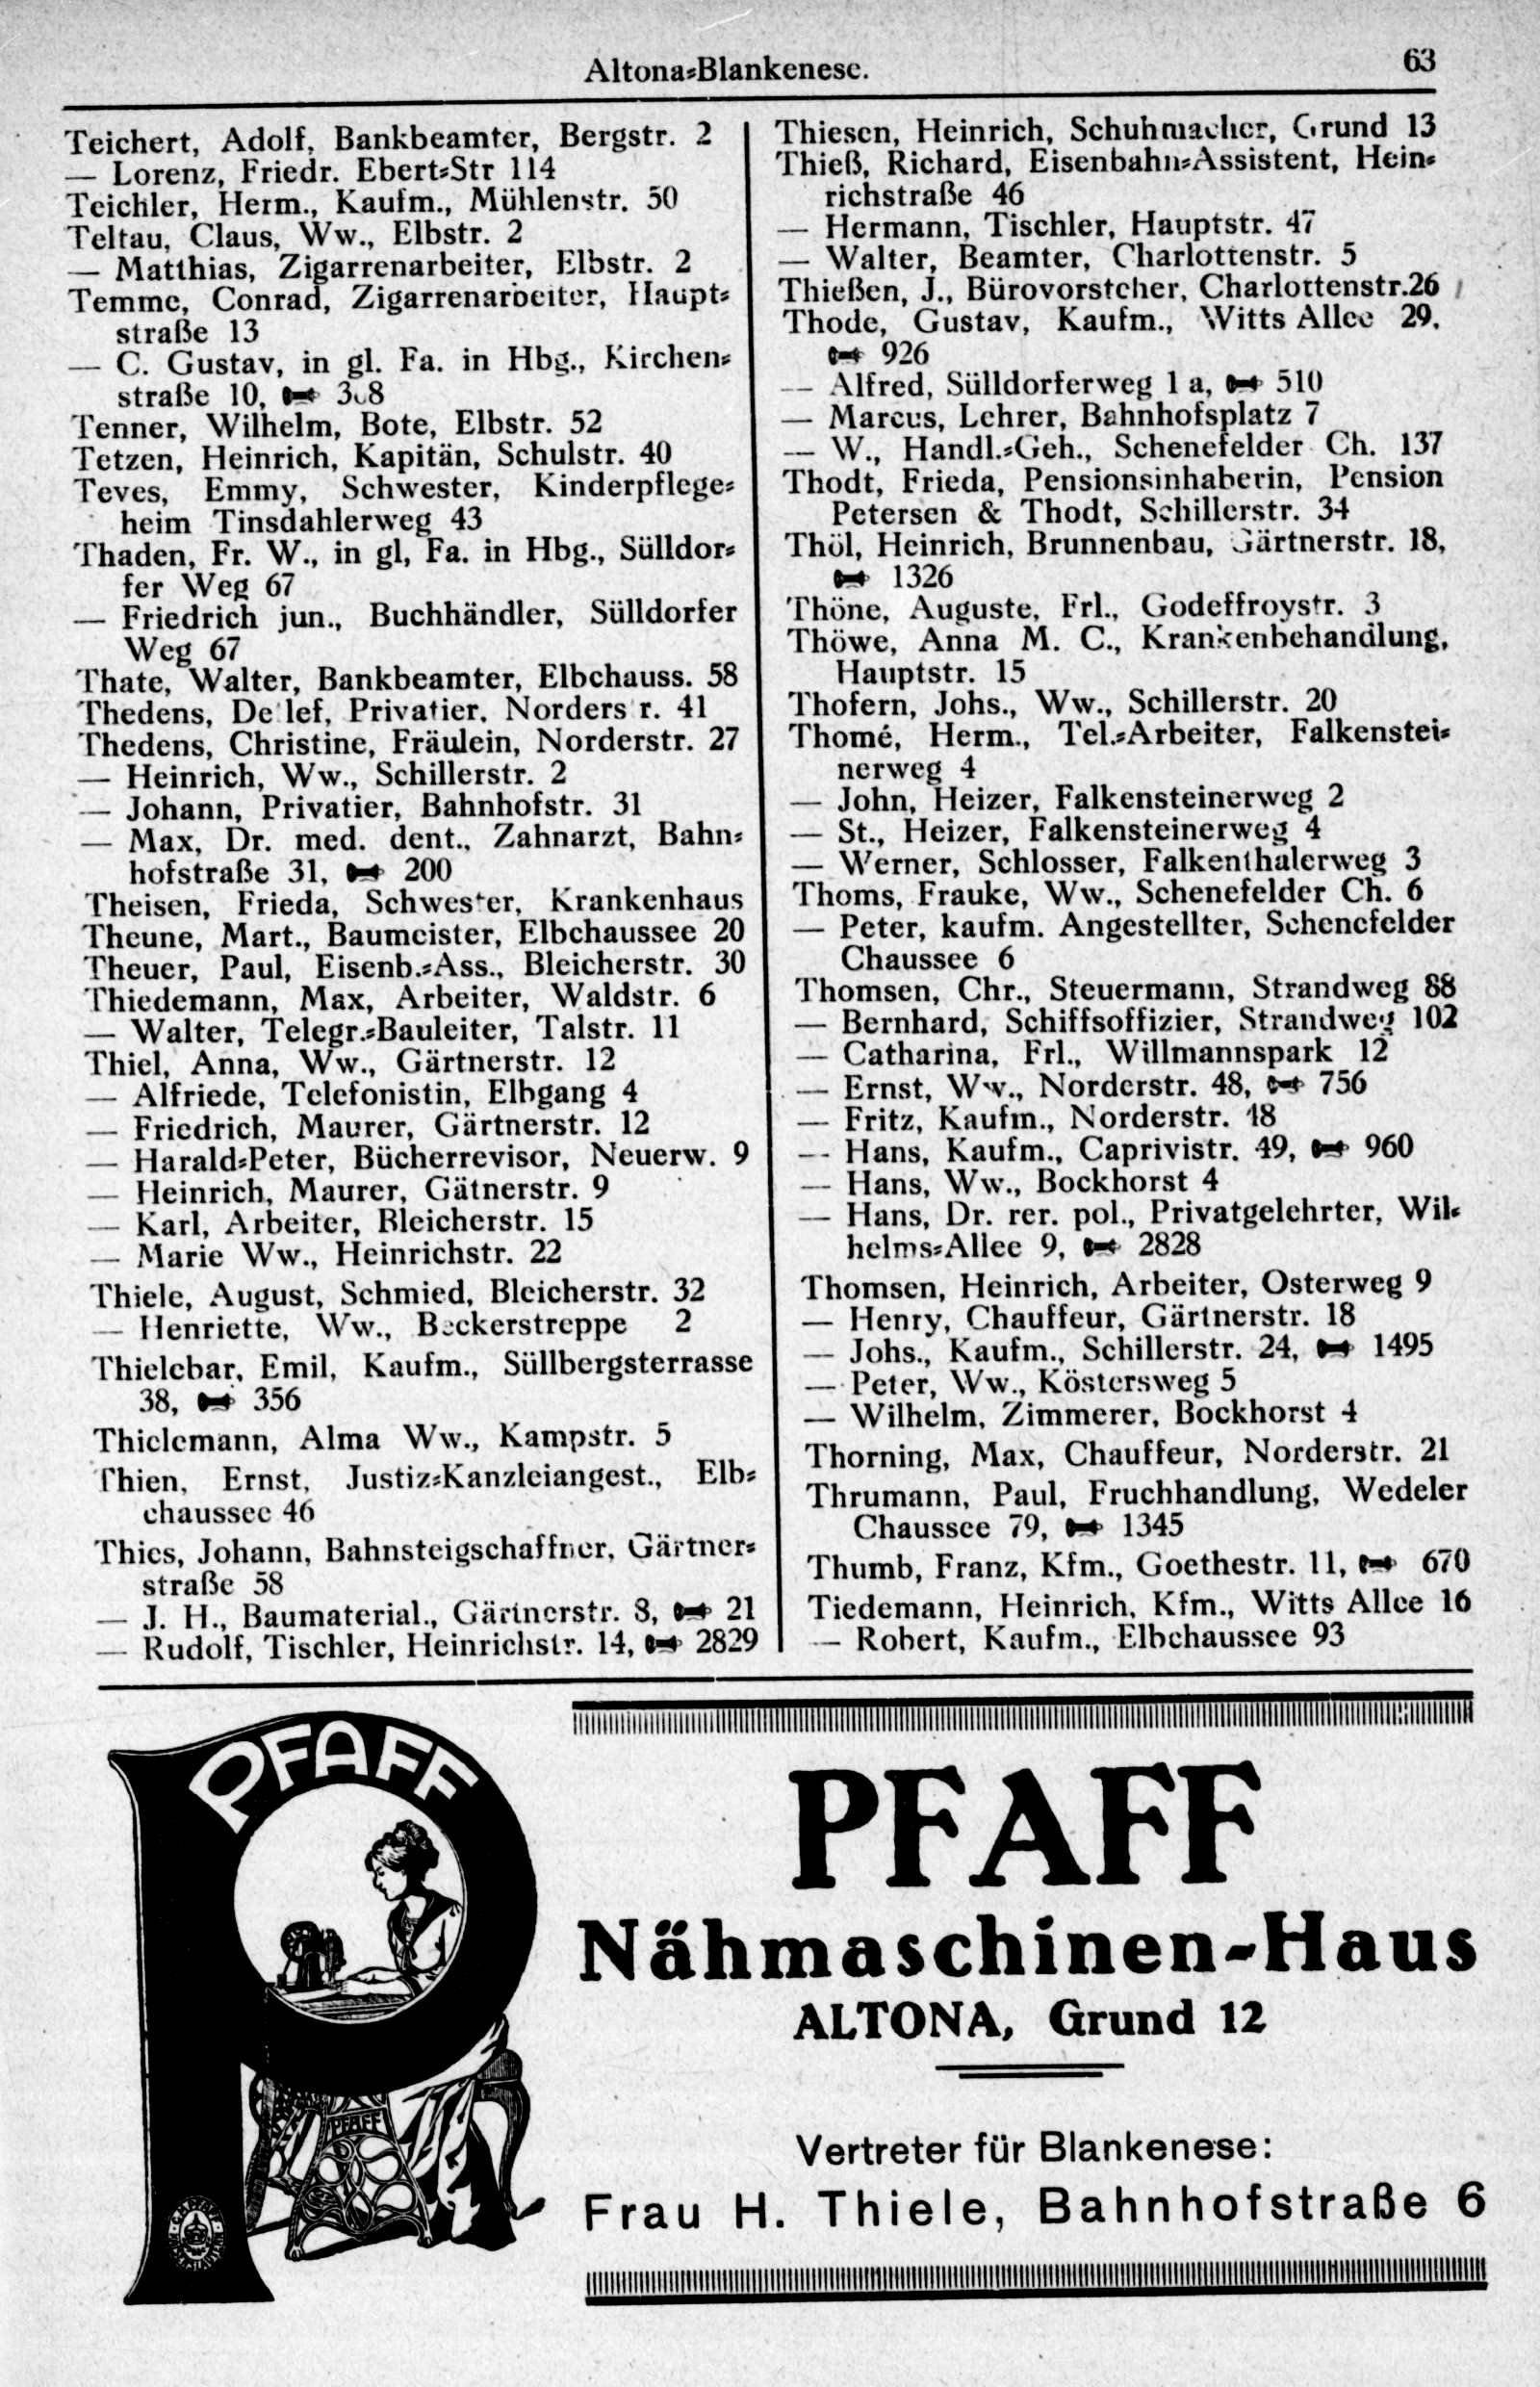 Altona=Blankenese.
63
Teichert, Adolf, Bankbeamter, Bergstr. 2
— Lorenz, Friedr. Ebert=Str 114
Teichler, Herm., Kaufm., Mühlenstr. 50
Teltau, Claus, Ww., Elbstr. 2
— Matthias, Zigarrenarbeiter, Elbstr. 2
Temme, Conrad, Zigarrenarbeiter, Haupt=
straße 13
— C. Gustav, in gl. Fa. in Hbg., Kirchen=
straße 10,
Tenner, Wilhelm, Bote, Elbstr. 52
Tetzen, Heinrich, Kapitän, Schulstr. 40
Teves, Emmy, Schwester, Kinderpflege=
heim Tinsdahlerweg 43
Thaden, Fr. W., in gl, Fa. in Hbg., Sülldor=
fer Weg 67
— Friedrich jun., Buchhändler, Sülldorfer
Weg 67
Thate, Walter, Bankbeamter, Elbchauss. 58
Thedens, De lef, Privatier, Norders r. 41
Thedens, Christine, Fräulein, Norderstr. 27
— Heinrich, Ww., Schillerstr. 2
— Johann, Privatier, Bahnhofstr. 31
— Max, Dr. med. dent., Zahnarzt, Bahn=
hofstraße 31, 200
Theisen, Frieda, Schwester, Krankenhaus
Theune, Mart., Baumeister, Elbchaussee 20
Theuer, Paul, Eisenb.=Ass., Bleicherstr. 30
Thiedemann, Max, Arbeiter, Waldstr. 6
— Walter, Telegr.=Bauleiter, Talstr. 11
Thiel, Anna, Ww., Gärtnerstr. 12
— Alfriede, Telefonistin, Elbgang 4
— Friedrich, Maurer, Gärtnerstr. 12
— Harald=Peter, Bücherrevisor, Neuerw. 9
— Heinrich, Maurer, Gätnerstr. 9
— Karl, Arbeiter, Bleicherstr. 15
— Marie Ww., Heinrichstr. 22
Thiele, August, Schmied, Bleicherstr. 32
— Henriette, Ww., Beckerstreppe 2
Thielebar, Emil, Kaufm., Süllbergsterrasse
38, 356
Thielemann, Alma Ww., Kampstr. 5
Thien, Ernst, Justiz=Kanzleiangest., Elb=
chaussee 46
Thies, Johann, Bahnsteigschaffner, Gärtner=
straße 58
— J. H., Baumaterial., Gärtnerstr. 8, 21
— Rudolf, Tischler, Heinrichstr. 14, 2829
Thiesen, Heinrich, Schuhmacher, Grund 13
Thieß, Richard, Eisenbahn=Assistent, Hein=
richstraße 46
— Hermann, Tischler, Hauptstr. 47
— Walter, Beamter, Charlottenstr. 5
Thießen, J., Bürovorsteher, Charlottenstr.26
Thode, Gustav, Kaufm., Witts Allee 29,
926
— Alfred, Sülldorferweg 1 a, 510
— Marcus, Lehrer, Bahnhofsplatz 7
— W., Handl.=Geh., Schenefelder Ch. 137
Thodt, Frieda, Pensionsinhaberin, Pension
Petersen & Thodt, Schillerstr. 34
Thöl, Heinrich, Brunnenbau, Gärtnerstr. 18,
1326
Thöne, Auguste, Frl., Godeffroystr. 3
Thöwe, Anna M. C., Krankenbehandlung,
Hauptstr. 15
Thofern, Johs., Ww., Schillerstr. 20
Thomé, Herm., Tel.=Arbeiter, Falkenstei=
nerweg 4
— John, Heizer, Falkensteinerweg 2
— St., Heizer, Falkensteinerweg 4
— Werner, Schlosser, Falkenthalerweg 3
Thoms, Frauke, Ww., Schenefelder Ch. 6
— Peter, kaufm. Angestellter, Schenefelder
Chaussee 6
Thomsen, Chr., Steuermann, Strandweg 88
— Bernhard, Schiffsoffizier, Strandweg 102
— Catharina, Frl., Willmannspark 12
— Ernst, Ww., Norderstr. 48, 756
— Fritz, Kaufm., Norderstr. 48
— Hans, Kaufm., Caprivistr. 49, 960
— Hans, Ww., Bockhorst 4
— Hans, Dr. rer. pol., Privatgelehrter, Wil=
helms=Allee 9, 2828
Thomsen, Heinrich, Arbeiter, Osterweg 9
— Henry, Chauffeur, Gärtnerstr. 18
— Johs., Kaufm., Schillerstr. 24, 1495
— Peter, Ww., Köstersweg 5
— Wilhelm, Zimmerer, Bockhorst 4
Thorning, Max, Chauffeur, Norderstr. 21
Thrumann, Paul, Fruchhandlung, Wedeler
Chaussee 79, 1345
Thumb, Franz, Kfm., Goethestr. 11, 670
Tiedemann, Heinrich, Kfm., Witts Allee 16
— Robert, Kaufm., Elbchaussee 93
PFAFF
PFAFF
PFAFF
Nähmaschinen-Haus
ALTONA, Grund 12
Vertreter für Blankenese:
Frau H. Thiele, Bahnhofstraße 6